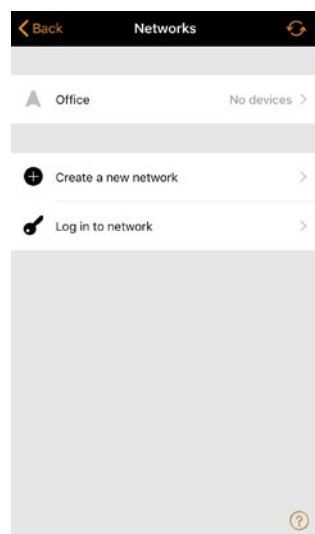 Back Networks
Office No devices
Create a new network
Log in to network
?